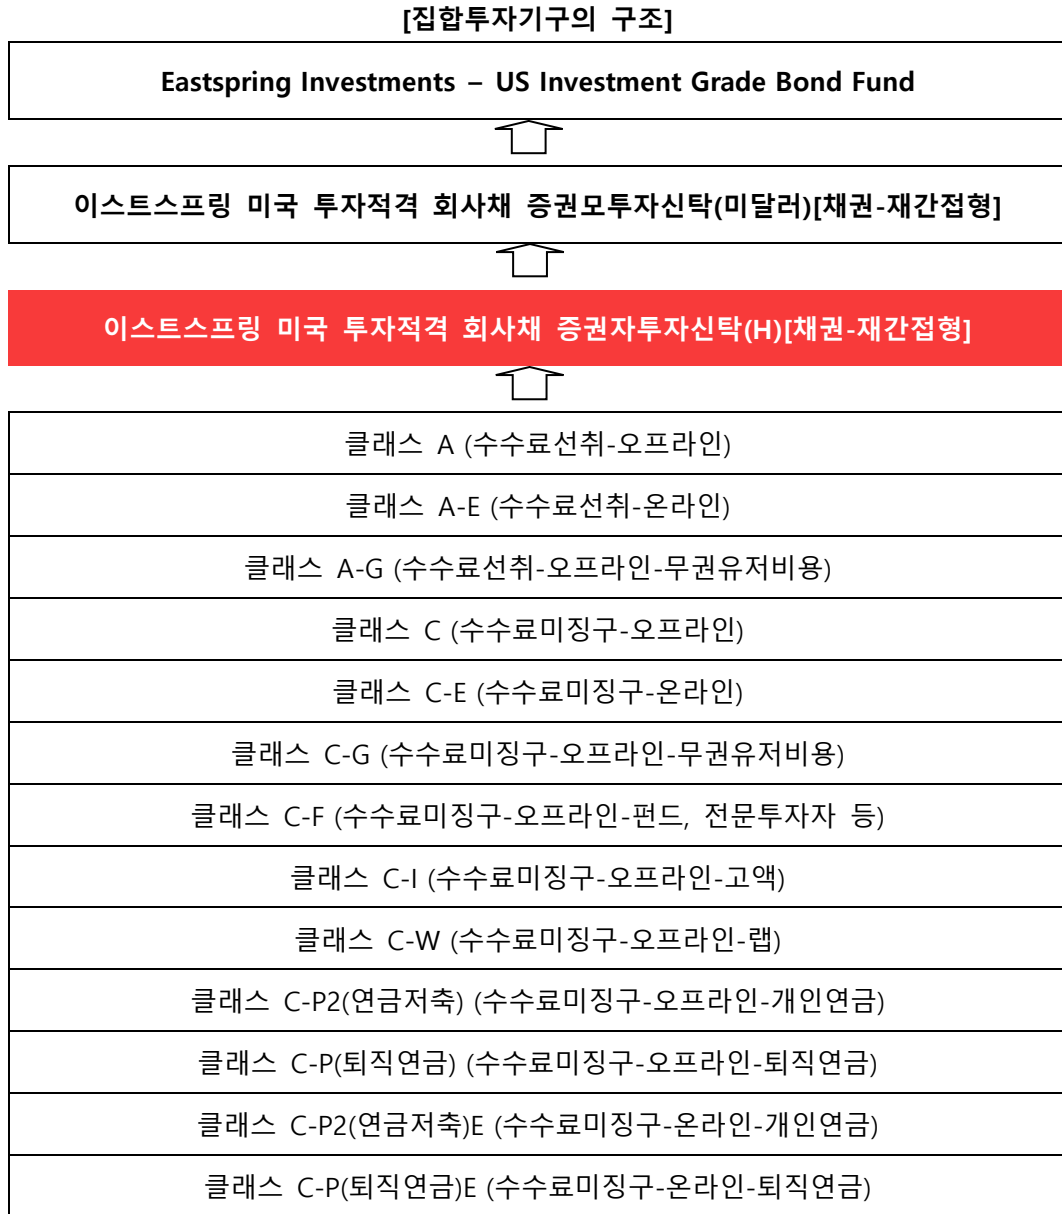 [집합투자기구의 구조]
Eastspring Investments – US Investment Grade Bond Fund
이스트스프링 미국 투자적격 회사채 증권모투자신탁(미달러)[채권-재간접형]
이스트스프링 미국 투자적격 회사채 증권자투자신탁(H)[채권-재간접형]
클래스 A (수수료선취-오프라인)
클래스 A-E (수수료선취-온라인)
클래스 A-G (수수료선취-오프라인-무권유저비용)
클래스 C (수수료미징구-오프라인)
클래스 C-E (수수료미징구-온라인)
클래스 C-G (수수료미징구-오프라인-무권유저비용)
클래스 C-F (수수료미징구-오프라인-펀드, 전문투자자 등)
클래스 C-I (수수료미징구-오프라인-고액)
클래스 C-W (수수료미징구-오프라인-랩)
클래스 C-P2(연금저축) (수수료미징구-오프라인-개인연금)
클래스 C-P(퇴직연금) (수수료미징구-오프라인-퇴직연금)
클래스 C-P2(연금저축)E (수수료미징구-온라인-개인연금)
클래스 C-P(퇴직연금)E (수수료미징구-온라인-퇴직연금)